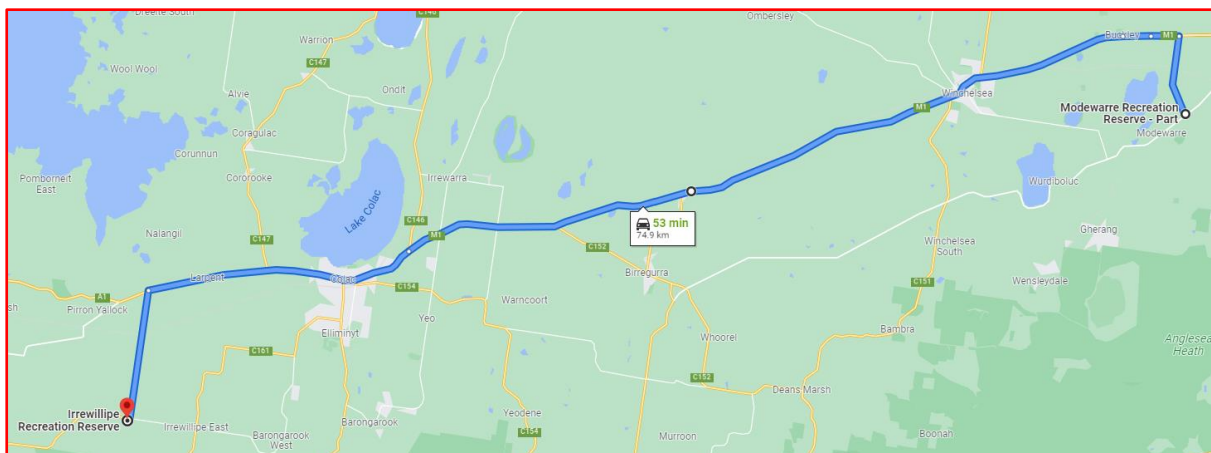 Dreeite South
C146
Ombersley
Warrion
C147
Buckley
M1
Wool Wool
Ondit
Alvie
Winchelsea
M1
Modewarre Recreation
Reserve - Part
Coragulac
Modewarre
Corunnun
Pomborneit
East
Cororooke
Irrewarra
Wurdiboluc
Lake Colac
C146
53 min
74.9 km
M1
Nalangil
C147
C152
Winchelsea
South
Gherang
Birregurra
Larpent
Colac
C154
Wensleydale
C151
A1
Warncoort
Pirron Yallock
sh
Yeo
Elliminyt
Whoorel
Bambra
Anglesea
Heath
C161
C152
Deans Marsh
Irrewillipe
Recreation Reserve
Irrewillipe East
Barongarook
Yeodene
C154
Barongarook
West
Murroon
Boonah